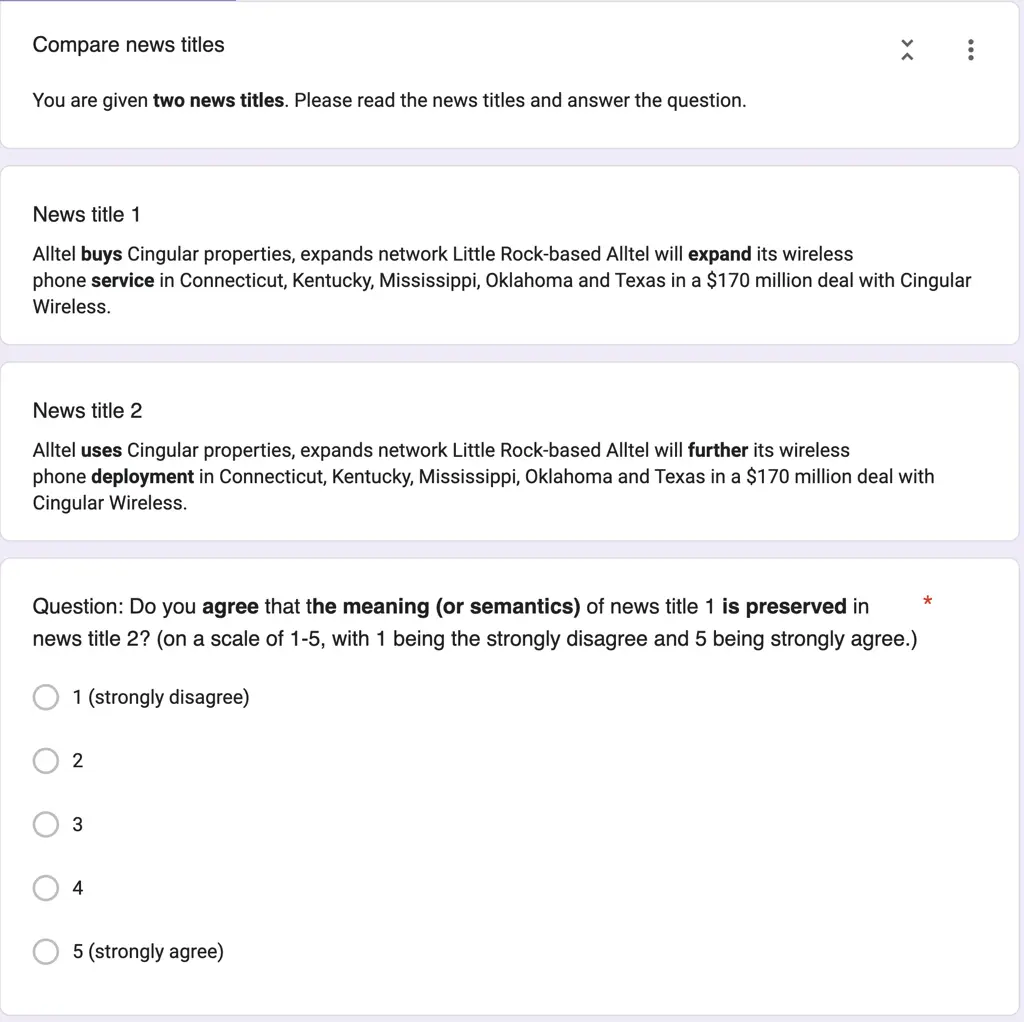 Compare news titles
You are given two news titles. Please read the news titles and answer the question.
News title 1
Alltel buys Cingular properties, expands network Little Rock-based Alltel will expand its wireless
phone service in Connecticut, Kentucky, Mississippi, Oklahoma and Texas in a $170 million deal with Cingular
Wireless.
News title 2
Alltel uses Cingular properties, expands network Little Rock-based Alltel will further its wireless
phone deployment in Connecticut, Kentucky, Mississippi, Oklahoma and Texas in a $170 million deal with
Cingular Wireless.
Question: Do you agree that the meaning (or semantics) of news title 1 is preserved in *
news title 2? (on a scale of 1-5, with 1 being the strongly disagree and 5 being strongly agree.)
1 (strongly disagree)
2
3
4
5 (strongly agree)